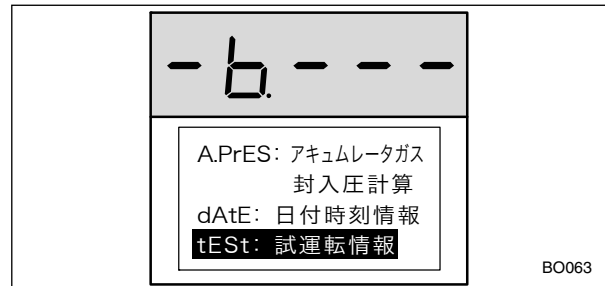 - b. - - -
A.PrES: アキュムレータガス
封入圧計算
dAtE: 日付時刻情報
tESt: 試運転情報
BO063